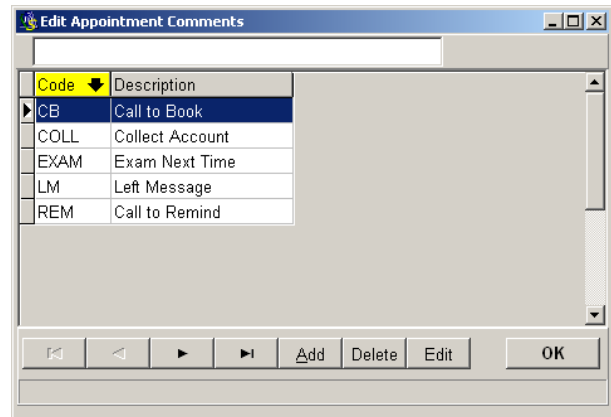 Edit Appointment Comments
Code Description
CB Call to Book
COLL Collect Account
EXAM Exam Next Time
LM Left Message
REM Call to Remind
Add Delete Edit OK